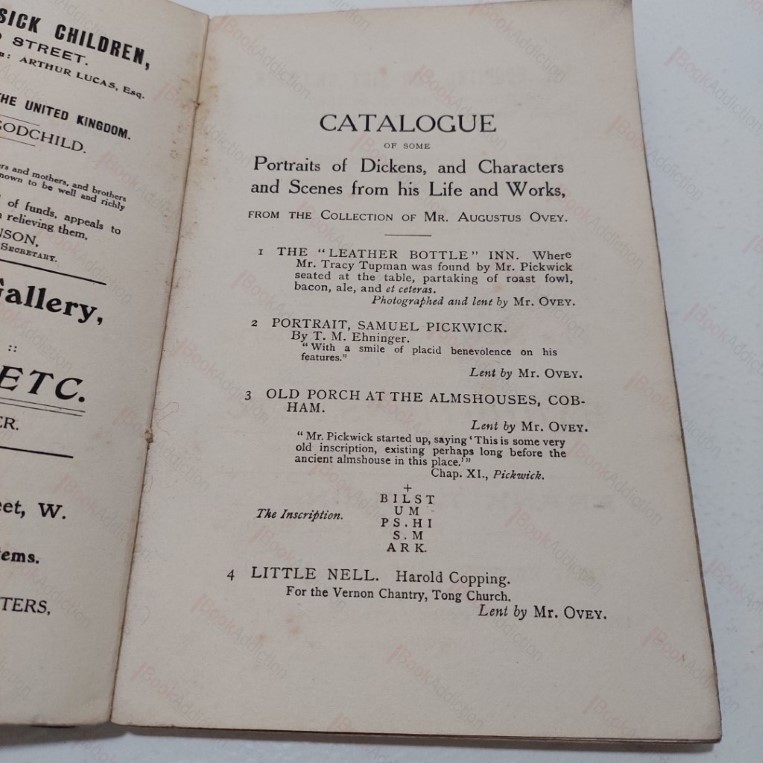 SICK CHILDREN,
STREET.
: ARTHUR LUCAS, Esq.
THE UNITED KINGDOM.
GODCHILD.
ers and mothers, and brothers
nown to be well and richly
of funds, appeals to
relieving them.
NSON,
SECRETARY.
Gallery,
::
ETC.
ER.
eet, W.
ems.
TERS,
CATALOGUE
OF SOME
Portraits of Dickens, and Characters
and Scenes from his Life and Works,
FROM THE COLLECTION OF MR. AUGUSTUS OVEY.
1 THE "LEATHER BOTTLE" INN. Where
Mr. Tracy Tupman was found by Mr. Pickwick
seated at the table, partaking of roast fowl,
bacon, ale, and et ceteras.
Photographed and lent by MR. OVEY.
2 PORTRAIT, SAMUEL PICKWICK.
By T. M. Ehninger.
"With a smile of placid benevolence on his
features."
Lent by MR. OVEY.
3 OLD PORCH AT THE ALMSHOUSES, COB-
HAM.
Lent by MR. OVEY.
"Mr. Pickwick started up, saying 'This is some very
old inscription, existing perhaps long before the
ancient almshouse in this place.'"
Chap. XI., Pickwick.
+
BILST
The Inscription. UM
PS.HI
S.M
ARK.
4 LITTLE NELL. Harold Copping.
For the Vernon Chantry, Tong Church.
Lent by MR. OVEY.
iBookAddiction